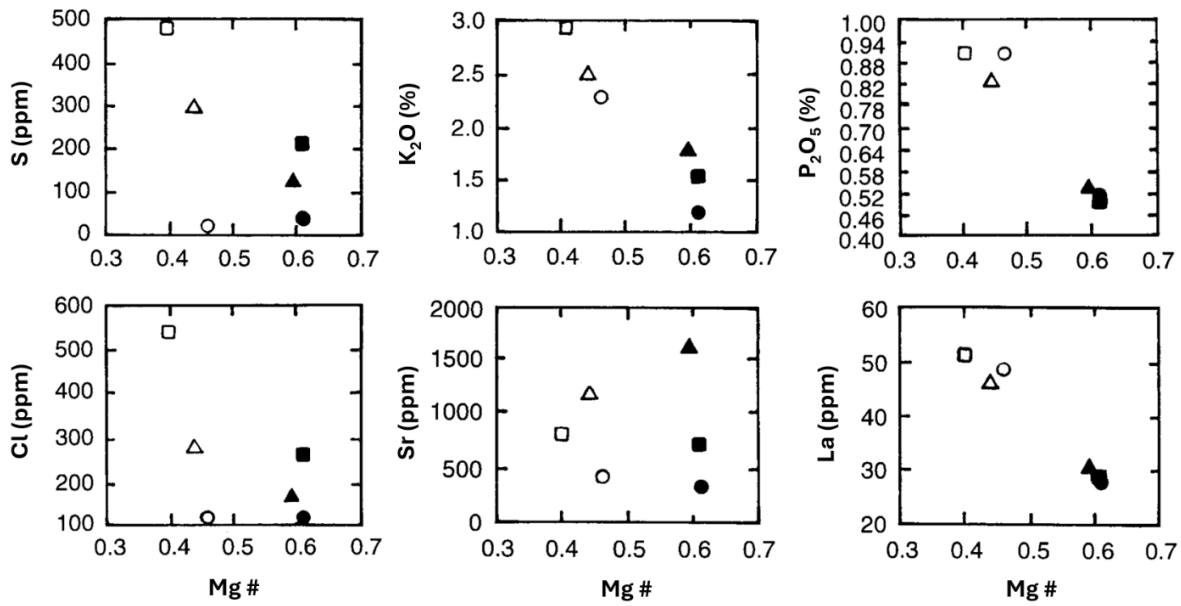 S (ppm)
500
400
300
200
100
0
0.3 0.4 0.5 0.6 0.7
K₂O (%)
3.0
2.5
2.0
1.5
1.0
0.3 0.4 0.5 0.6 0.7
P₂O₅ (%)
1.00
0.94
0.88
0.82
0.78
0.70
0.64
0.58
0.52
0.46
0.40
0.3 0.4 0.5 0.6 0.7
Cl (ppm)
600
500
300
200
100
0.3 0.4 0.5 0.6 0.7
Mg #
Sr (ppm)
2000
1500
1000
500
0
0.3 0.4 0.5 0.6 0.7
Mg #
La (ppm)
60
50
40
30
20
0.3 0.4 0.5 0.6 0.7
Mg #